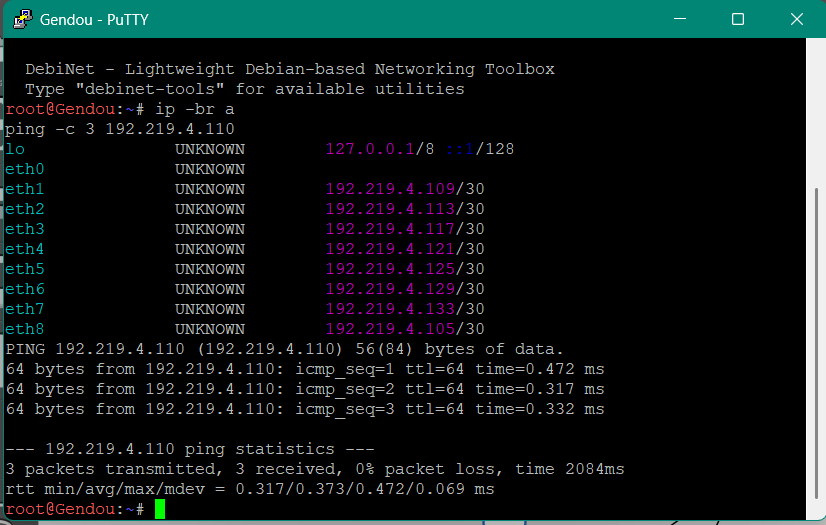 Gendou - PuTTY
DebiNet - Lightweight Debian-based Networking Toolbox
Type "debinet-tools" for available utilities
root@Gendou:~# ip -br a
ping -c 3 192.219.4.110
lo UNKNOWN 127.0.0.1/8 ::1/128
eth0 UNKNOWN
eth1 UNKNOWN 192.219.4.109/30
eth2 UNKNOWN 192.219.4.113/30
eth3 UNKNOWN 192.219.4.117/30
eth4 UNKNOWN 192.219.4.121/30
eth5 UNKNOWN 192.219.4.125/30
eth6 UNKNOWN 192.219.4.129/30
eth7 UNKNOWN 192.219.4.133/30
eth8 UNKNOWN 192.219.4.105/30
PING 192.219.4.110 (192.219.4.110) 56(84) bytes of data.
64 bytes from 192.219.4.110: icmp_seq=1 ttl=64 time=0.472 ms
64 bytes from 192.219.4.110: icmp_seq=2 ttl=64 time=0.317 ms
64 bytes from 192.219.4.110: icmp_seq=3 ttl=64 time=0.332 ms
--- 192.219.4.110 ping statistics ---
3 packets transmitted, 3 received, 0% packet loss, time 2084ms
rtt min/avg/max/mdev = 0.317/0.373/0.472/0.069 ms
root@Gendou:~#